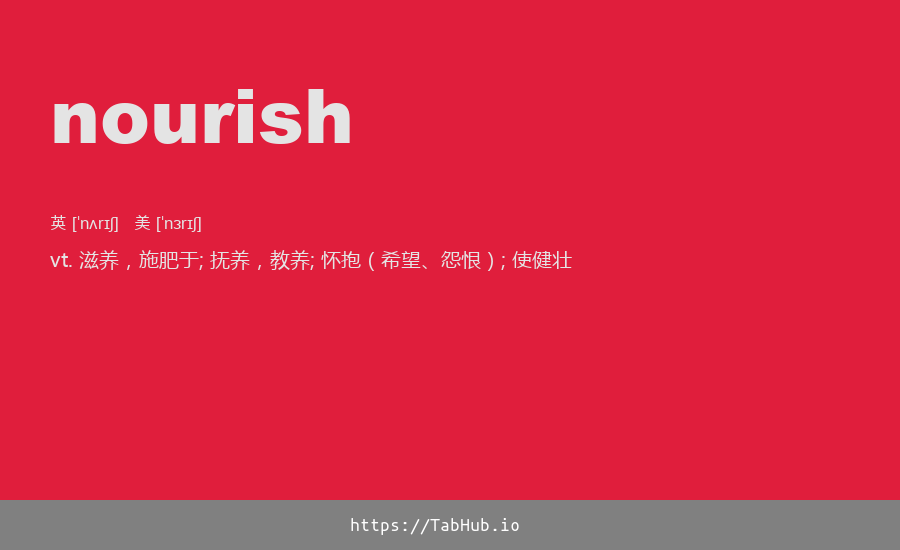 nourish
英 [ˈnʌrɪʃ] 美 [ˈnɜrɪʃ]
vt. 滋养，施肥于; 抚养，教养; 怀抱（希望、怨恨）; 使健壮
https://TabHub.io